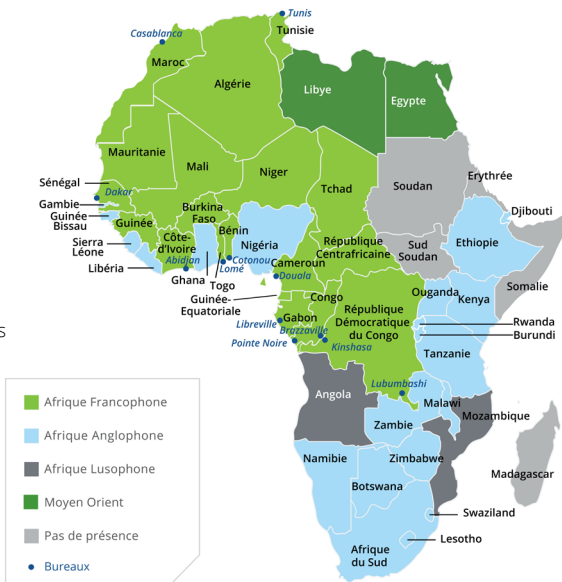 Tunis
Casablanca
Tunisie
Maroc
Algérie
Libye
Egypte
Mauritanie
Mali
Niger
Tchad
Soudan
Erythrée
Sénégal
Dakar
Gambie
Guinée
Bissau
Guinée
Burkina
Faso
Bénin
Djibouti
Sierra
Léone
Côte-
d'Ivoire
Abidjan
Nigéria
Cotonou
Lomé
République
Centrafricaine
Sud
Soudan
Ethiopie
Libéria
Ghana
Togo
Cameroun
Douala
Somalie
Guinée-
Equatoriale
Congo
Ouganda
Kenya
Gabon
Libreville
République
Démocratique
du Congo
Rwanda
Burundi
Brazzaville
Pointe Noire
Kinshasa
Tanzanie
S
Lubumbashi
Angola
Malawi
Mozambique
Zambie
Namibie
Zimbabwe
Madagascar
Botswana
Swaziland
Lesotho
Afrique
du Sud
Afrique Francophone
Afrique Anglophone
Afrique Lusophone
Moyen Orient
Pas de présence
Bureaux